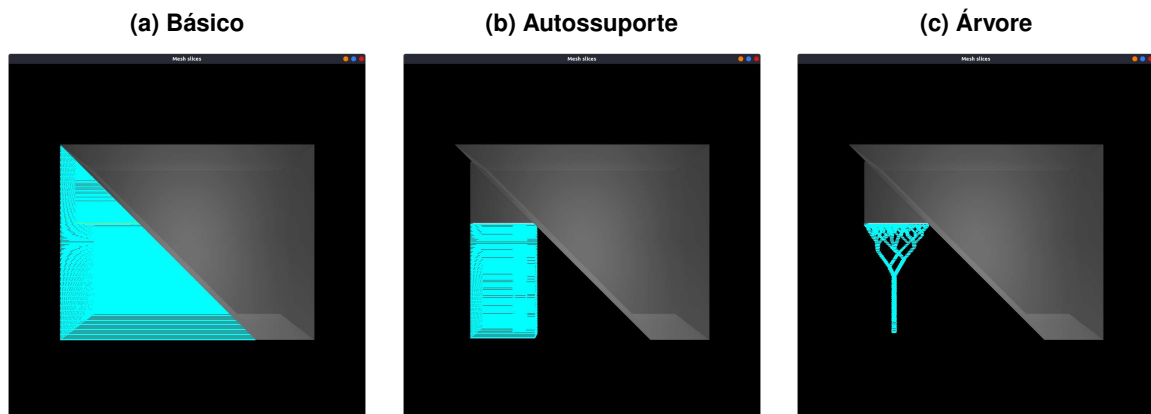 (a) Básico
(b) Autossuporte
(c) Árvore
Mesh slices
Mesh slices
Mesh slices